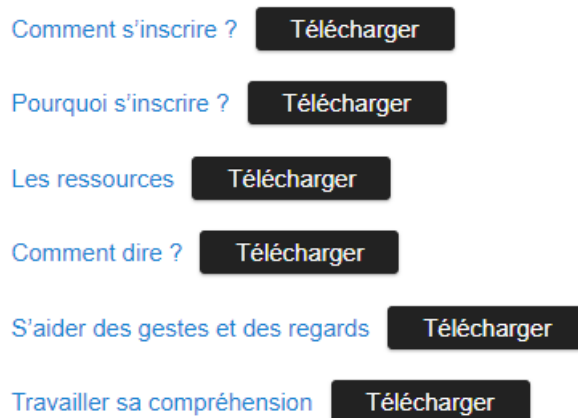 Comment s’inscrire ? Télécharger
Pourquoi s’inscrire ? Télécharger
Les ressources Télécharger
Comment dire ? Télécharger
S’aider des gestes et des regards Télécharger
Travailler sa compréhension Télécharger